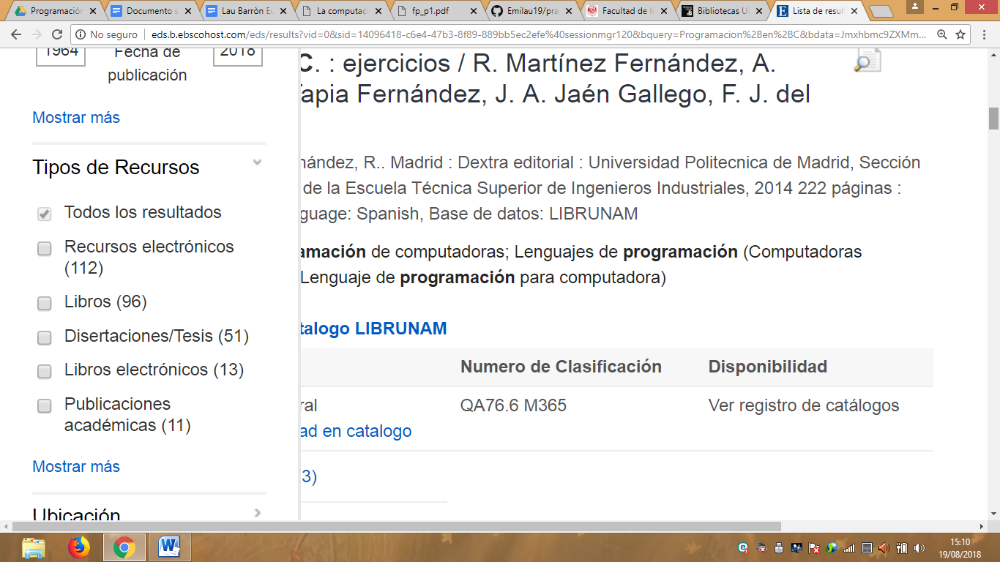 Programación
Documento s
Lau Barròn Eu
La computaci
fp_p1.pdf
Emilau19/pra
Facultad de I
Bibliotecas U
Lista de resul
No seguro
eds.b.ebscohost.com/eds/results?vid=0&sid=14096418-c6e4-47b3-8f89-889bb5ec2efe%40sessionmgr120&bquery=Programacion%2Ben%2BC&bdata=Jmxhbmc9ZXMm...
1964
Fecha de
publicación
2018
Mostrar más
Tipos de Recursos
Todos los resultados
Recursos electrónicos
(112)
Libros (96)
Disertaciones/Tesis (51)
Libros electrónicos (13)
Publicaciones
académicas (11)
Mostrar más
Ubicación
C. : ejercicios / R. Martínez Fernández, A.
Tapia Fernández, J. A. Jaén Gallego, F. J. del
nández, R.. Madrid : Dextra editorial : Universidad Politecnica de Madrid, Sección
de la Escuela Técnica Superior de Ingenieros Industriales, 2014 222 páginas :
guage: Spanish, Base de datos: LIBRUNAM
amación de computadoras; Lenguajes de programación (Computadoras
Lenguaje de programación para computadora)
talogo LIBRUNAM
Numero de Clasificación
Disponibilidad
ral
QA76.6 M365
Ver registro de catálogos
ad en catalogo
3)
15:10
19/08/2018